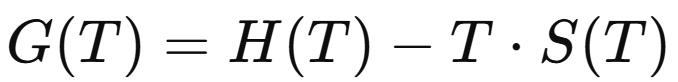 G(T) = H(T) − T · S(T)